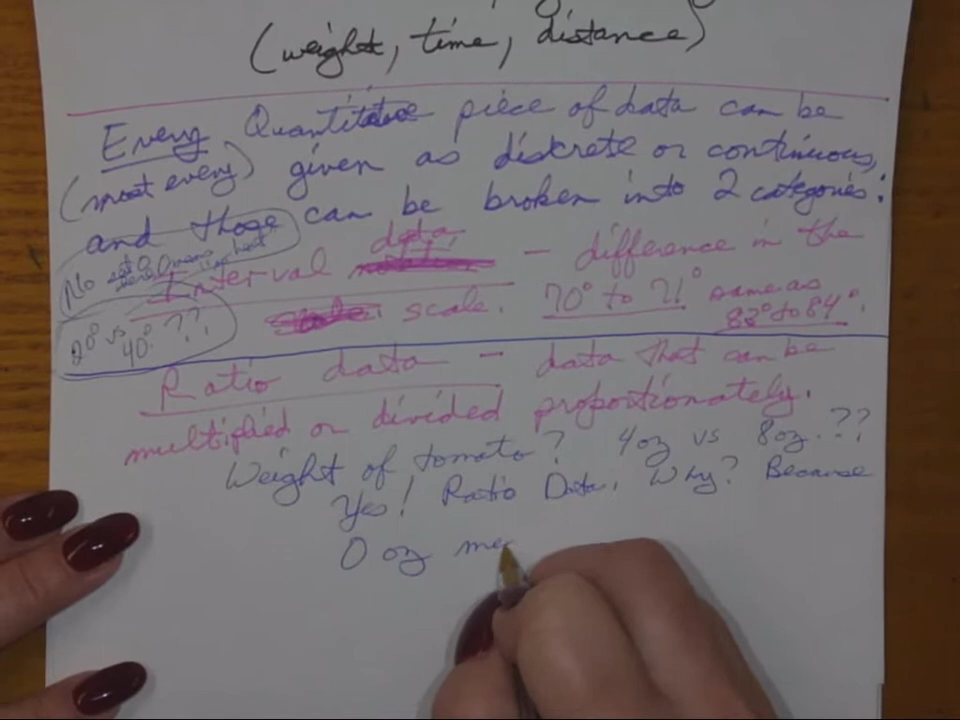 (weight, time, distance)
Every Quantitative piece of data can be
(most every) given as discrete or continuous,
and those can be broken into 2 categories:
Interval data - difference in the
scale. 70° to 71° same as
83° to 84°.
No
heat
20° vs
40°. ??
Ratio data - data that can be
multiplied or divided proportionately.
Weight of tomato? 4oz vs 8oz. ??
Yes! Ratio Data. Why? Because
0 oz me